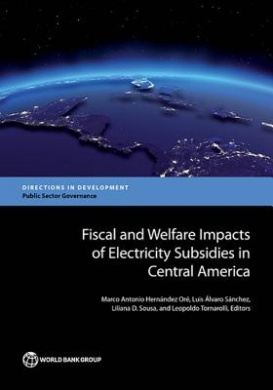 DIRECTIONS IN DEVELOPMENT
Public Sector Governance
Fiscal and Welfare Impacts
of Electricity Subsidies in
Central America
Marco Antonio Hernández Oré, Luis Álvaro Sánchez,
Liliana D. Sousa, and Leopoldo Tornarolli, Editors
WORLD BANK GROUP